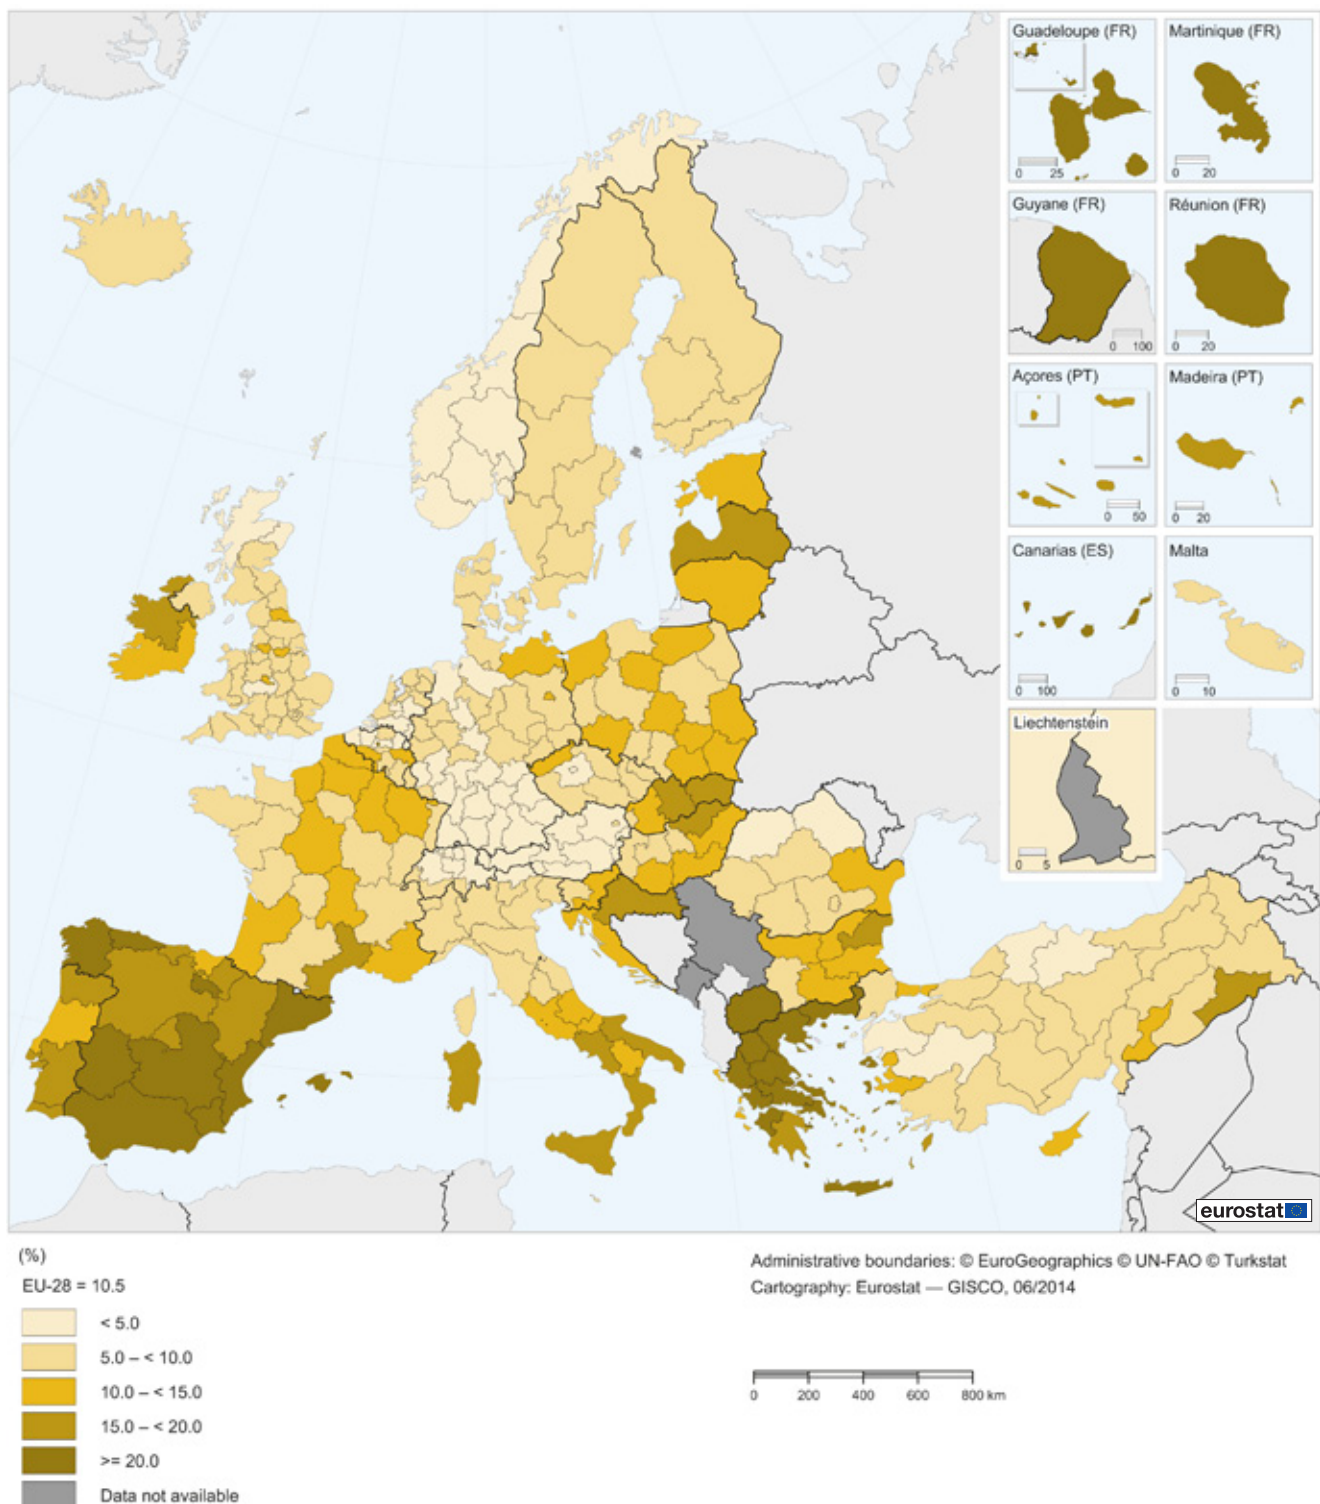 Guadeloupe (FR)
Martinique (FR)
0 25
0 20
Guyane (FR)
Réunion (FR)
0 100
0 20
Açores (PT)
Madeira (PT)
0 50
0 20
Canarias (ES)
Malta
0 100
0 10
Liechtenstein
0 5
eurostat
(%)
EU-28 = 10.5
< 5.0
5.0 – < 10.0
10.0 – < 15.0
15.0 – < 20.0
>= 20.0
Data not available
Administrative boundaries: © EuroGeographics © UN-FAO © Turkstat
Cartography: Eurostat — GISCO, 06/2014
0 200 400 600 800 km